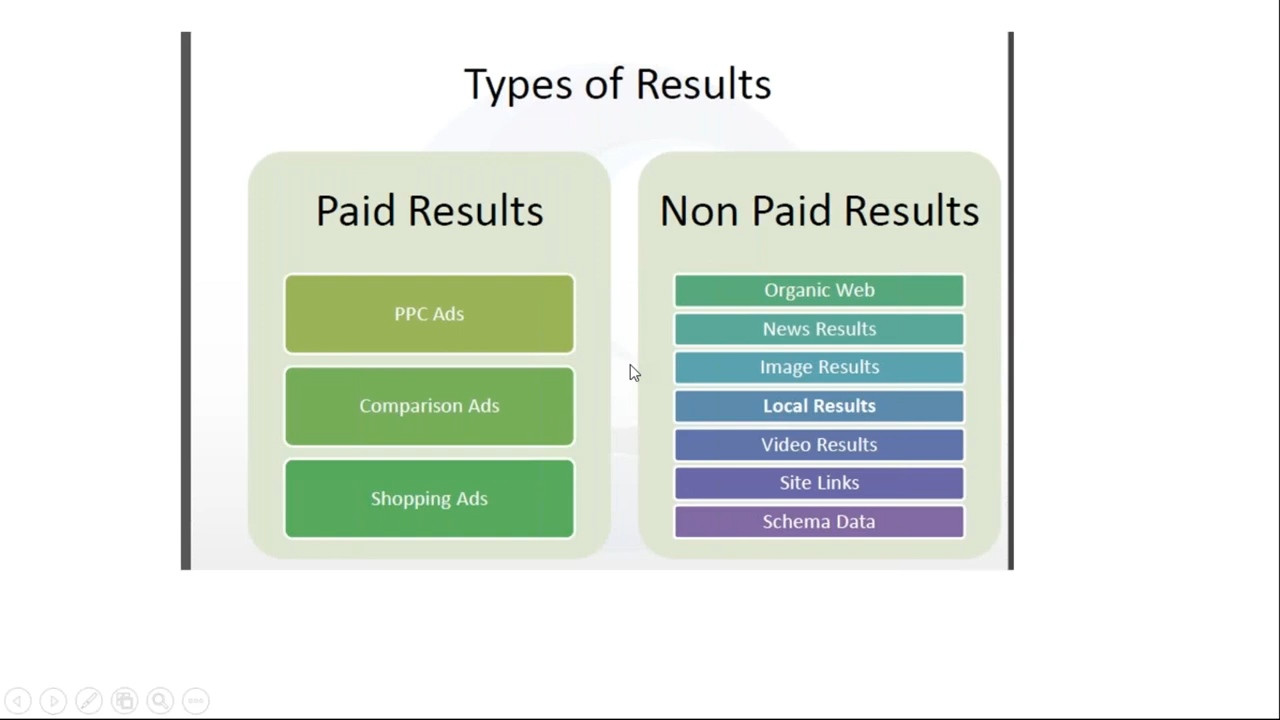 Types of Results
Paid Results
PPC Ads
Comparison Ads
Shopping Ads
Non Paid Results
Organic Web
News Results
Image Results
Local Results
Video Results
Site Links
Schema Data